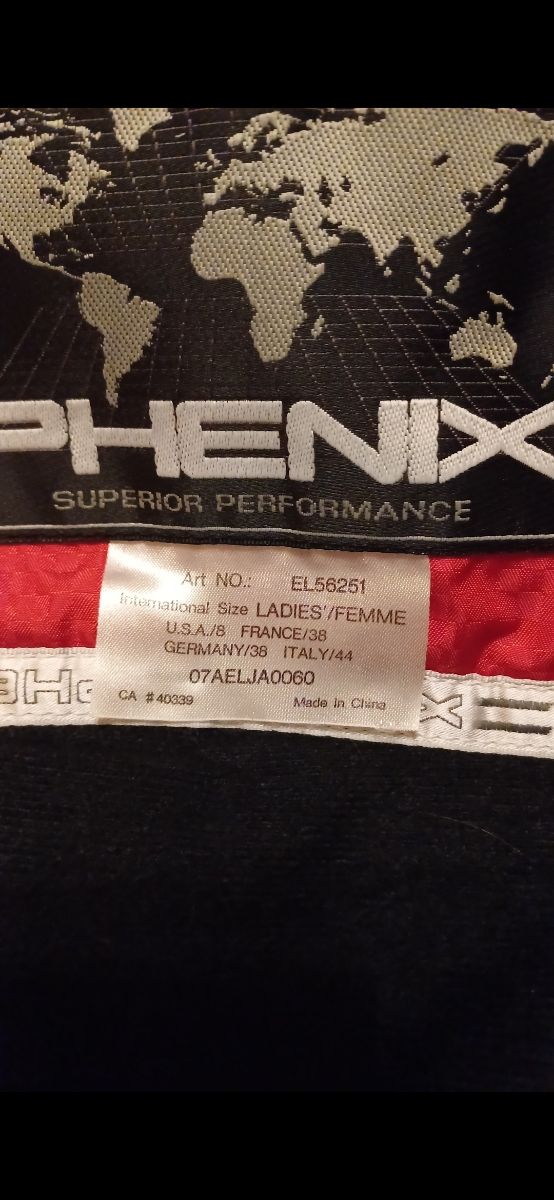 PHENIX
SUPERIOR PERFORMANCE
Art NO.: EL56251
International Size LADIES'/FEMME
U.S.A./8 FRANCE/38
GERMANY/38 ITALY/44
07AELJA0060
CA #40339 Made in China